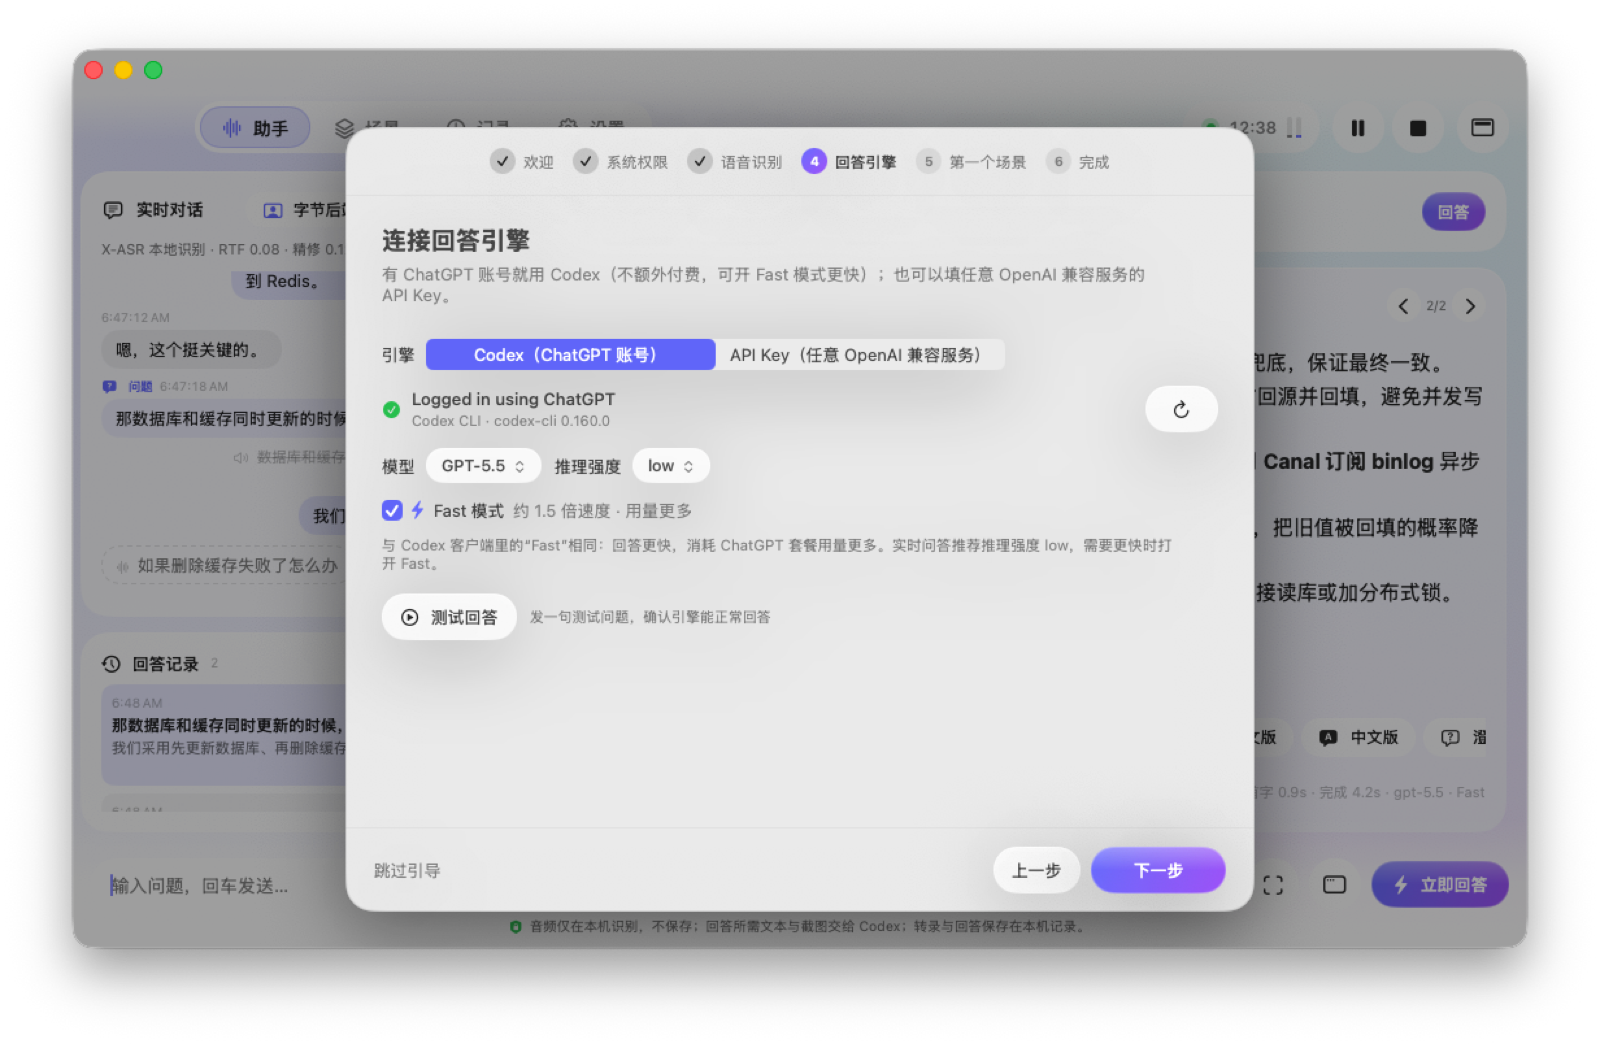 助手
12:38
欢迎
系统权限
语音识别
4 回答引擎
5 第一个场景
6 完成
实时对话
X-ASR 本地识别 · RTF 0.08 · 精修 0.1
到 Redis。
6:47:12 AM
嗯，这个挺关键的。
问题 6:47:18 AM
那数据库和缓存同时更新的时候
数据库和缓存
我们
如果删除缓存失败了怎么办
回答记录 2
6:48 AM
那数据库和缓存同时更新的时候，
我们采用先更新数据库、再删除缓存
6:48 AM
输入问题，回车发送...
连接回答引擎
有 ChatGPT 账号就用 Codex（不额外付费，可开 Fast 模式更快）；也可以填任意 OpenAI 兼容服务的
API Key。
引擎
Codex（ChatGPT 账号）
API Key（任意 OpenAI 兼容服务）
Logged in using ChatGPT
Codex CLI · codex-cli 0.160.0
模型 GPT-5.5 推理强度 low
Fast 模式 约 1.5 倍速度 · 用量更多
与 Codex 客户端里的“Fast”相同：回答更快，消耗 ChatGPT 套餐用量更多。实时问答推荐推理强度 low，需要更快时打
开 Fast。
测试回答 发一句测试问题，确认引擎能正常回答
跳过引导
上一步
下一步
回答
2/2
兜底，保证最终一致。
回源并回填，避免并发写
Canal 订阅 binlog 异步
，把旧值被回填的概率降
接读库或加分布式锁。
版
中文版
字 0.9s · 完成 4.2s · gpt-5.5 · Fast
立即回答
音频仅在本机识别，不保存；回答所需文本与截图交给 Codex；转录与回答保存在本机记录。